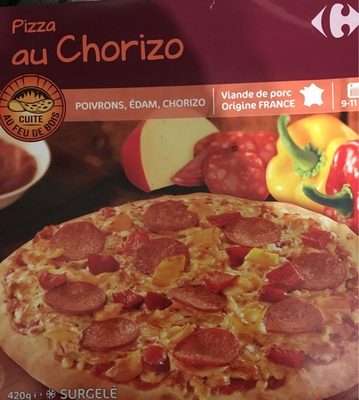 Pizza
au Chorizo
CUITE
AU FEU DE BOIS
POIVRONS, ÉDAM, CHORIZO
Viande de porc
Origine FRANCE
9-11
420g e ✻ SURGELÉ